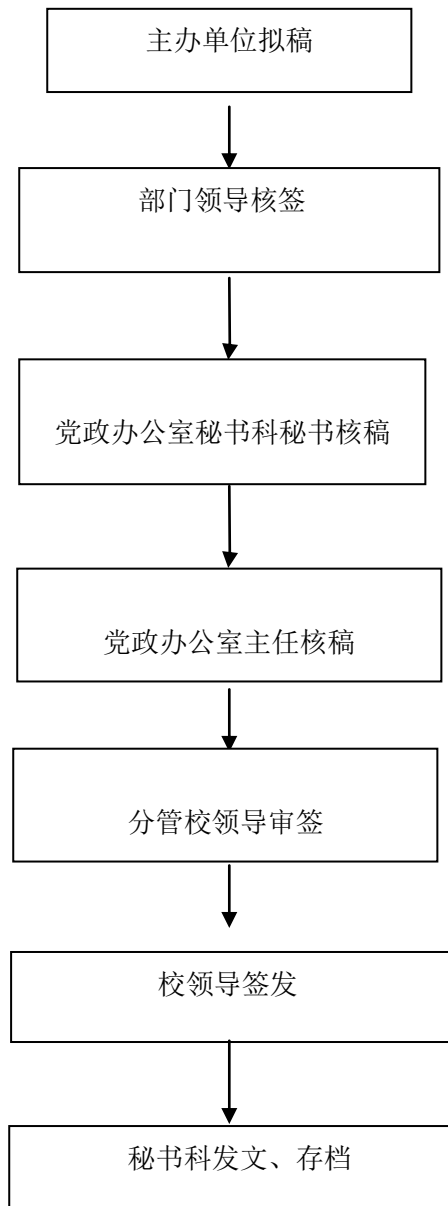 主办单位拟稿
部门领导核签
党政办公室秘书科秘书核稿
党政办公室主任核稿
分管校领导审签
校领导签发
秘书科发文、存档